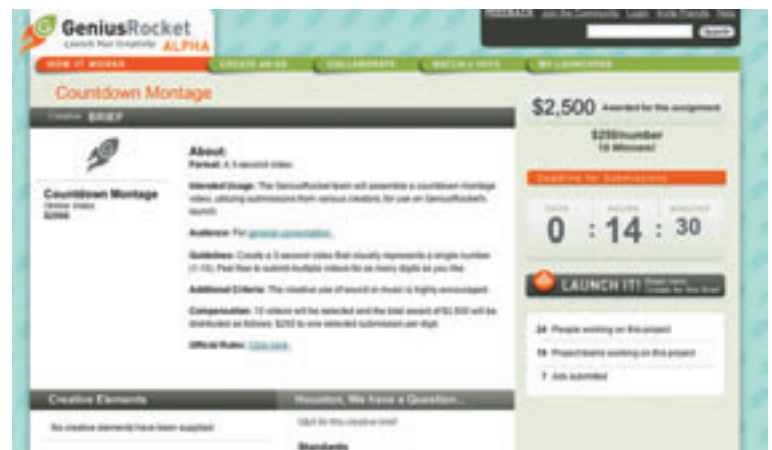 GeniusRocket
Launch Your Creativity ALPHA
Join the Community Login Invite Friends Help
Search
HOW IT WORKS CREATE AN AD COLLABORATE WATCH & VOTE MY LAUNCHPAD
Countdown Montage
Creative BRIEF
Countdown Montage
Online Video
$2500
About:
Format: A 3-second video
Intended Usage: The GeniusRocket team will assemble a countdown montage
video, utilizing submissions from various creators, for use on GeniusRocket's
launch.
Audience: For general consumption.
Guidelines: Create a 3-second video that visually represents a single number
(1-10). Feel free to submit multiple videos for as many digits as you like.
Additional Criteria: The creative use of sound or music is highly encouraged.
Compensation: 10 videos will be selected and the total award of $2,500 will be
distributed as follows: $250 to one selected submission per digit.
Official Rules: Click here.
$2,500 Awarded for this assignment
$250/number
10 Winners!
Deadline for Submissions
DAYS HOURS MINUTES
0 : 14 : 30
LAUNCH IT!
24 People working on this project
19 Project teams working on this project
7 Ads submitted
Creative Elements
No creative elements have been supplied
Houston, We have a Question...
Q&A for this creative brief
Standards